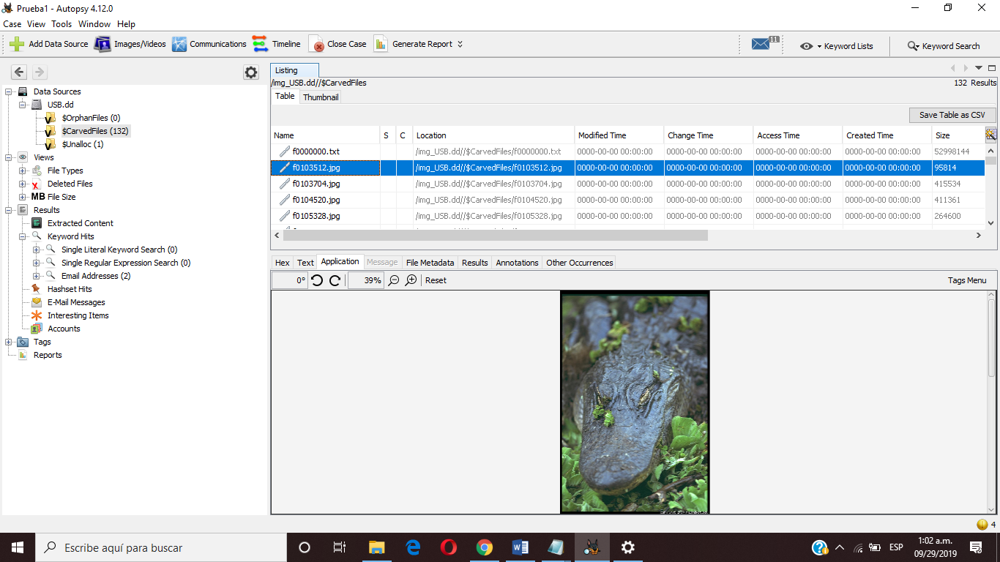 Prueba1 - Autopsy 4.12.0
Case View Tools Window Help
Add Data Source Images/Videos Communications Timeline Close Case Generate Report 11 Keyword Lists Keyword Search
Data Sources
USB.dd
$OrphanFiles (0)
$CarvedFiles (132)
$Unalloc (1)
Views
File Types
Deleted Files
MB File Size
Results
Extracted Content
Keyword Hits
Single Literal Keyword Search (0)
Single Regular Expression Search (0)
Email Addresses (2)
Hashset Hits
E-Mail Messages
Interesting Items
Accounts
Tags
Reports
Listing
/img_USB.dd//$CarvedFiles 132 Results
Table Thumbnail
Save Table as CSV
Name S C Location Modified Time Change Time Access Time Created Time Size
f0000000.txt /img_USB.dd//$CarvedFiles/f0000000.txt 0000-00-00 00:00:00 0000-00-00 00:00:00 0000-00-00 00:00:00 0000-00-00 00:00:00 52998144
f0103512.jpg /img_USB.dd//$CarvedFiles/f0103512.jpg 0000-00-00 00:00:00 0000-00-00 00:00:00 0000-00-00 00:00:00 0000-00-00 00:00:00 95814
f0103704.jpg /img_USB.dd//$CarvedFiles/f0103704.jpg 0000-00-00 00:00:00 0000-00-00 00:00:00 0000-00-00 00:00:00 0000-00-00 00:00:00 415534
f0104520.jpg /img_USB.dd//$CarvedFiles/f0104520.jpg 0000-00-00 00:00:00 0000-00-00 00:00:00 0000-00-00 00:00:00 0000-00-00 00:00:00 411361
f0105328.jpg /img_USB.dd//$CarvedFiles/f0105328.jpg 0000-00-00 00:00:00 0000-00-00 00:00:00 0000-00-00 00:00:00 0000-00-00 00:00:00 264600
Hex Text Application Message File Metadata Results Annotations Other Occurrences
0° 39% Reset Tags Menu
4
Escribe aquí para buscar
ESP
1:02 a.m.
09/29/2019